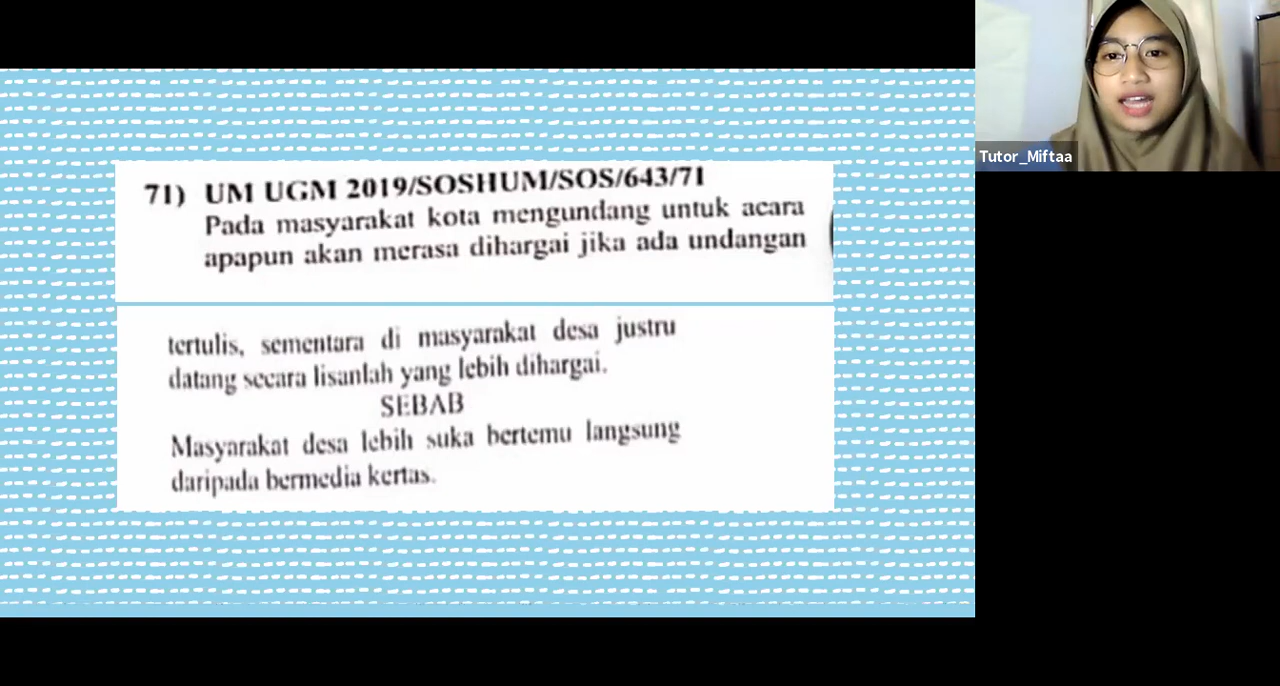 71) UM UGM 2019/SOSHUM/SOS/643/71
Pada masyarakat kota mengundang untuk acara
apapun akan merasa dihargai jika ada undangan
tertulis, sementara di masyarakat desa justru
datang secara lisanlah yang lebih dihargai.
SEBAB
Masyarakat desa lebih suka bertemu langsung
daripada bermedia kertas.
Tutor_Miftaa